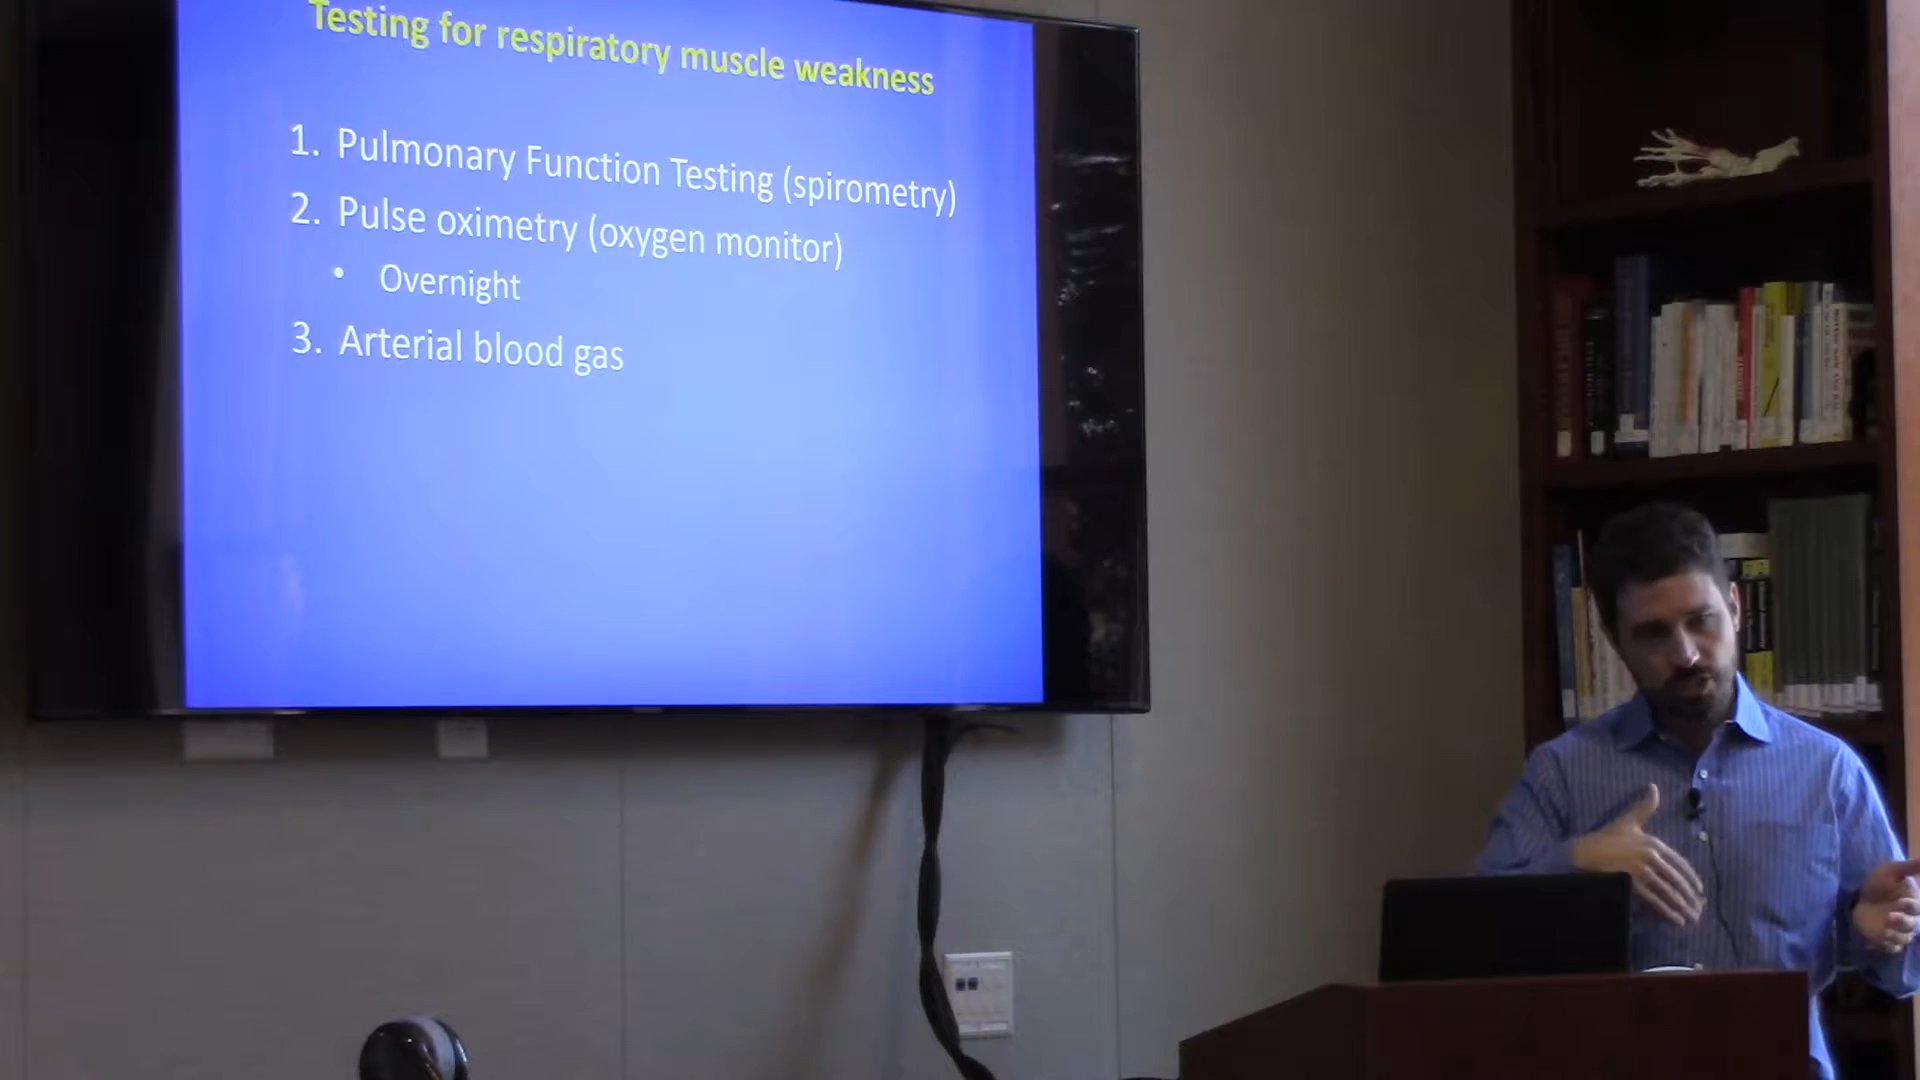 Testing for respiratory muscle weakness
1. Pulmonary Function Testing (spirometry)
2. Pulse oximetry (oxygen monitor)
• Overnight
3. Arterial blood gas